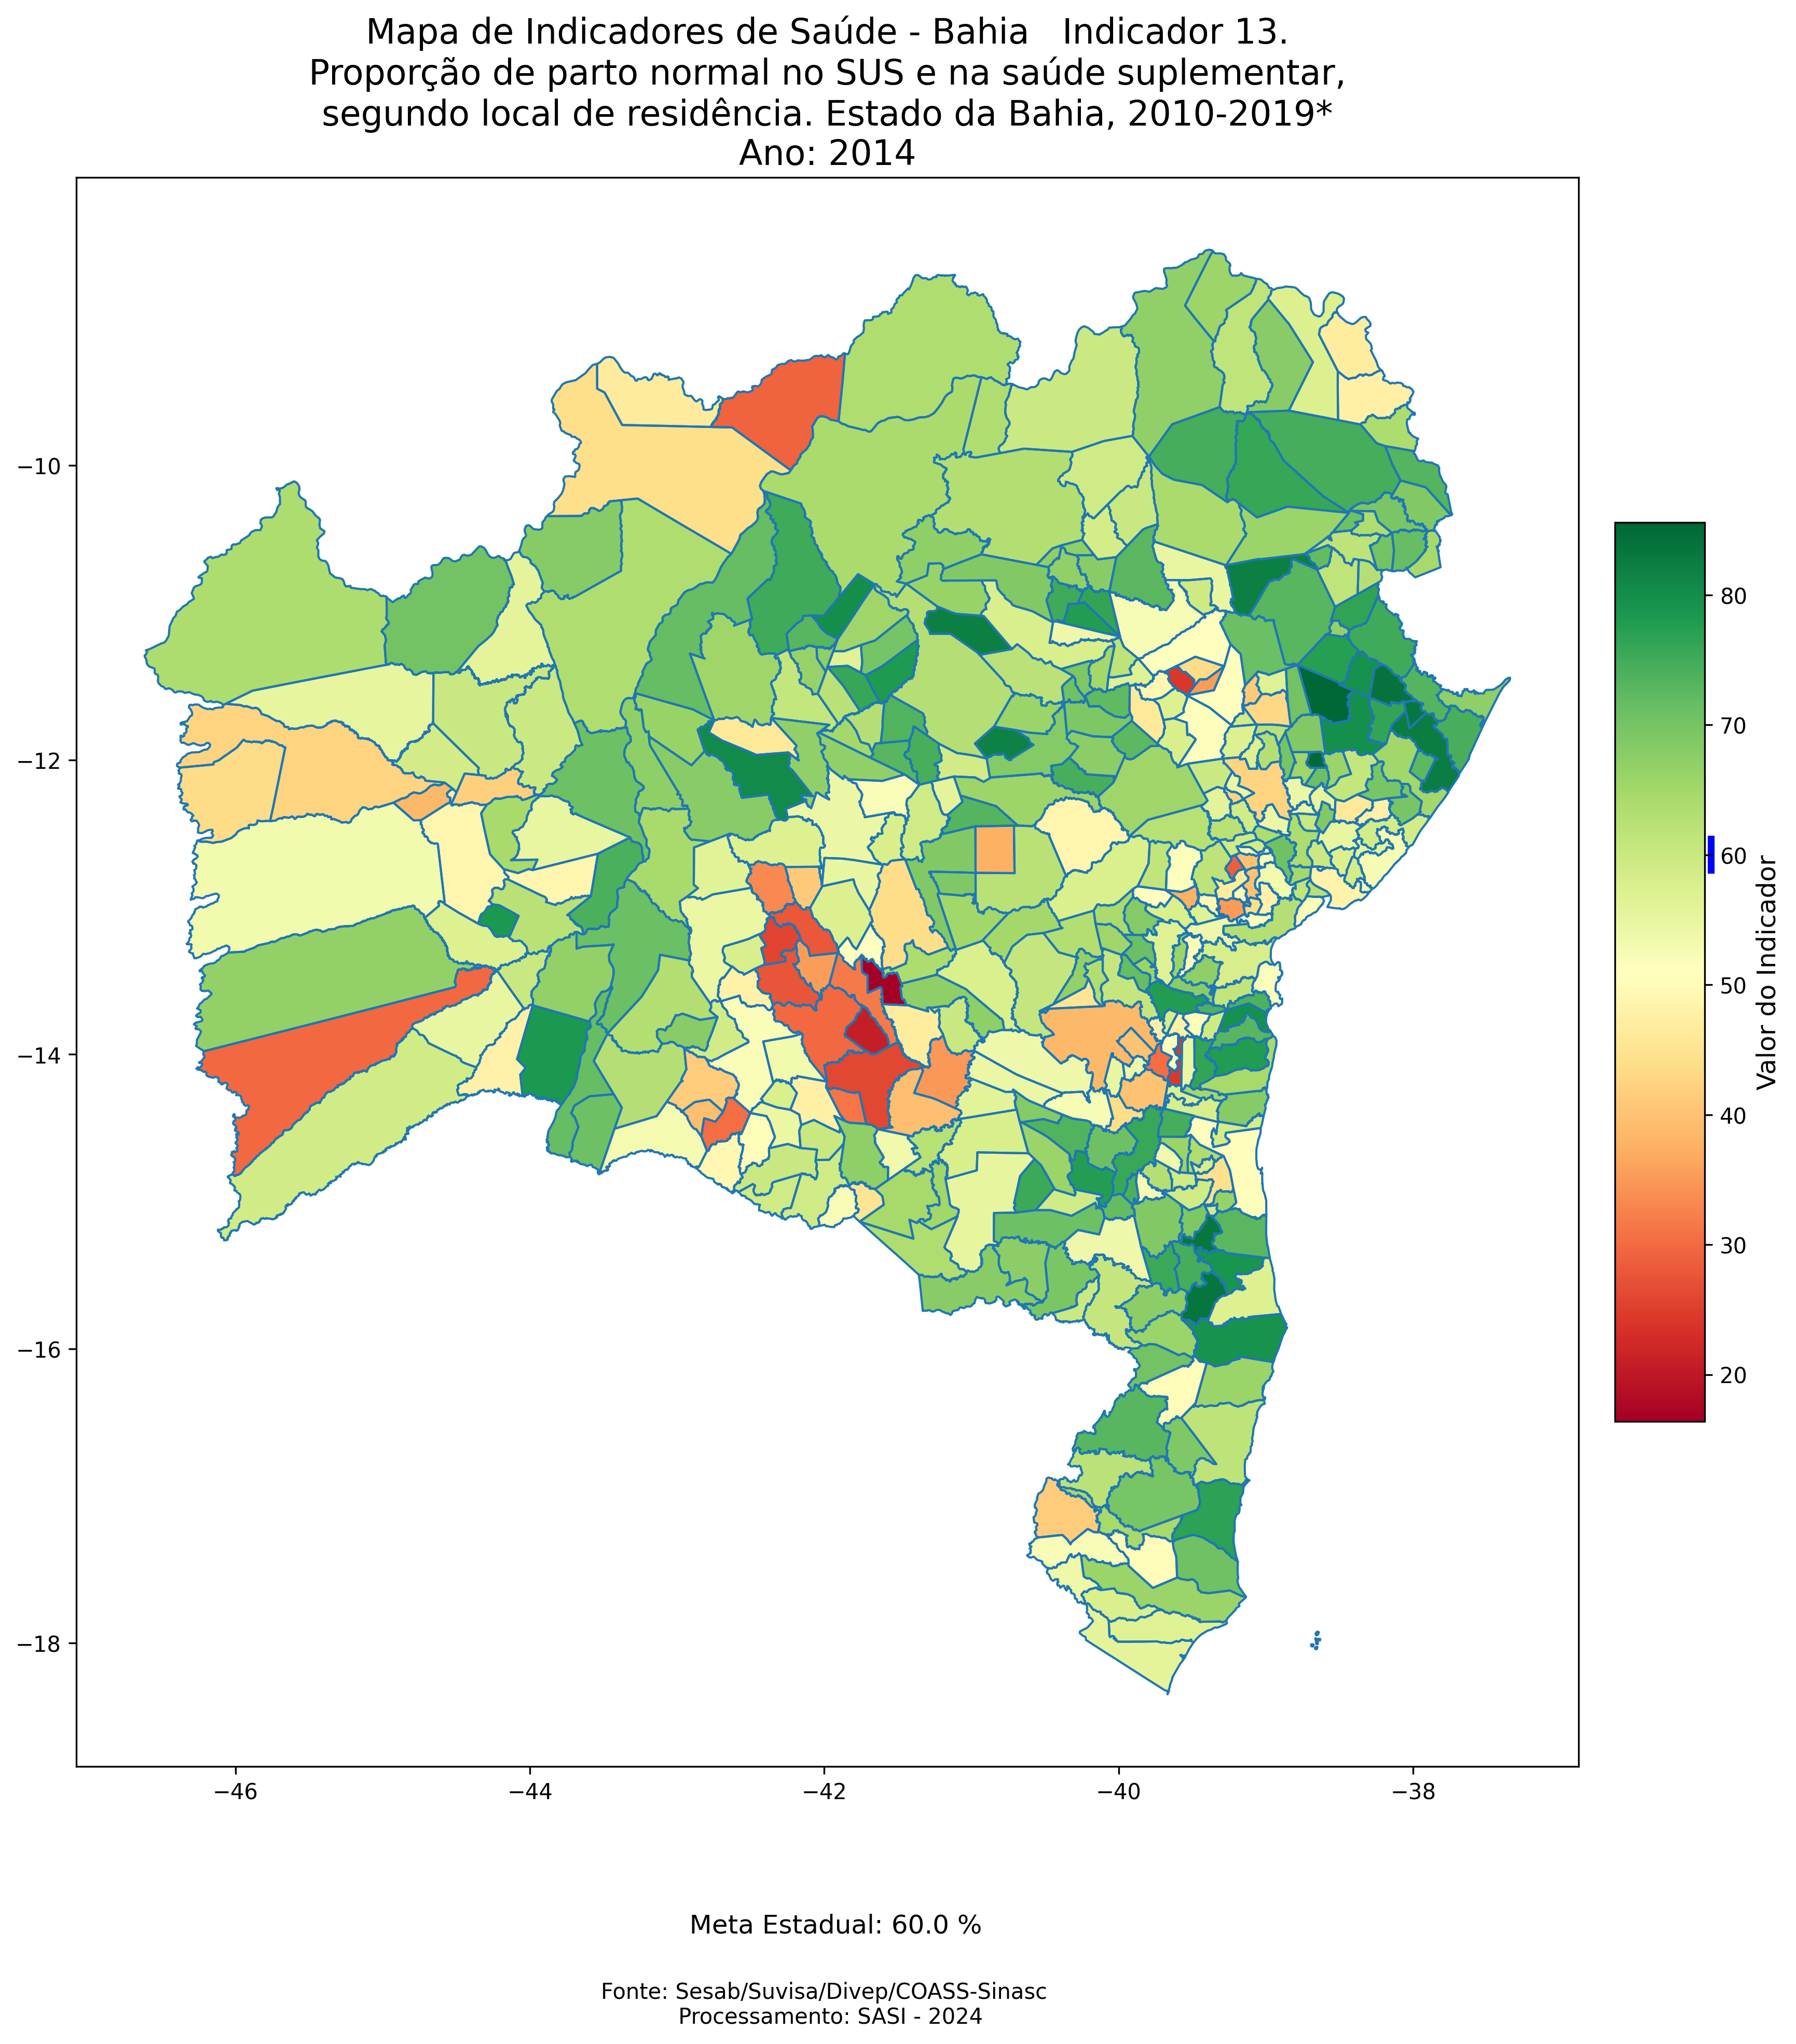 Mapa de Indicadores de Saúde - Bahia   Indicador 13.
Proporção de parto normal no SUS e na saúde suplementar,
segundo local de residência. Estado da Bahia, 2010-2019*
Ano: 2014
−10
−12
−14
−16
−18
−46
−44
−42
−40
−38
80
70
60
50
40
30
20
Valor do Indicador
Meta Estadual: 60.0 %
Fonte: Sesab/Suvisa/Divep/COASS-Sinasc
Processamento: SASI - 2024